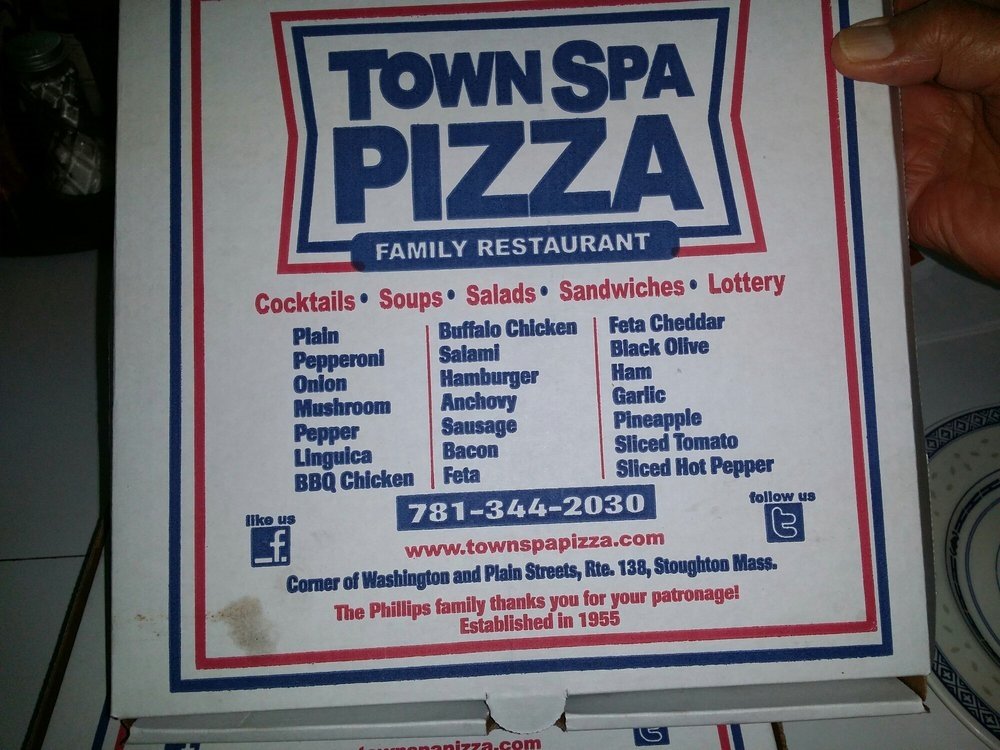 TOWN SPA
PIZZA
FAMILY RESTAURANT
Cocktails • Soups • Salads • Sandwiches • Lottery
Plain
Pepperoni
Onion
Mushroom
Pepper
Linguica
BBQ Chicken
Buffalo Chicken
Salami
Hamburger
Anchovy
Sausage
Bacon
Feta
Feta Cheddar
Black Olive
Ham
Garlic
Pineapple
Sliced Tomato
Sliced Hot Pepper
781-344-2030
like us
f
follow us
t
www.townspapizza.com
Corner of Washington and Plain Streets, Rte. 138, Stoughton Mass.
The Phillips family thanks you for your patronage!
Established in 1955
townspapizza.com